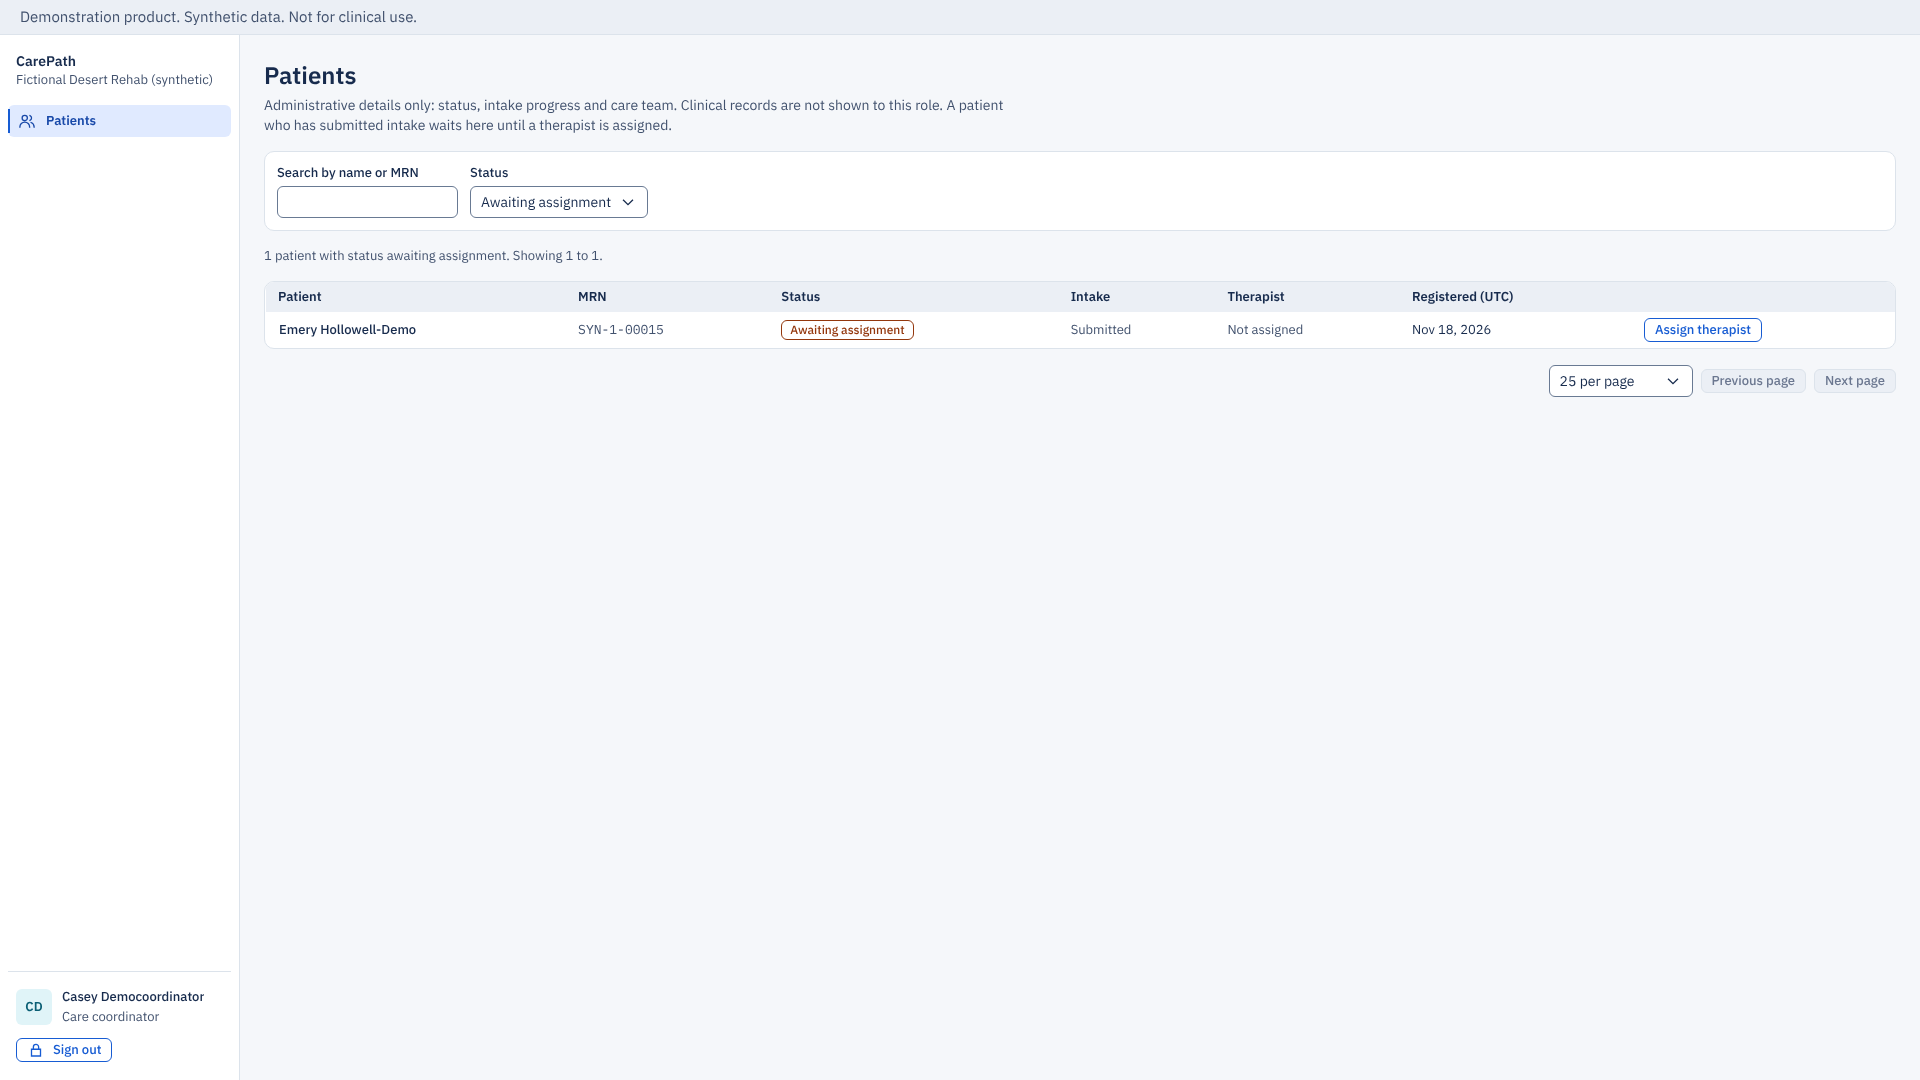 Demonstration product. Synthetic data. Not for clinical use.
CarePath
Fictional Desert Rehab (synthetic)
Patients
Patients
Administrative details only: status, intake progress and care team. Clinical records are not shown to this role. A patient
who has submitted intake waits here until a therapist is assigned.
Search by name or MRN
Status
Awaiting assignment
1 patient with status awaiting assignment. Showing 1 to 1.
Patient MRN Status Intake Therapist Registered (UTC)
Emery Hollowell-Demo SYN-1-00015 Awaiting assignment Submitted Not assigned Nov 18, 2026 Assign therapist
25 per page Previous page Next page
CD
Casey Democoordinator
Care coordinator
Sign out